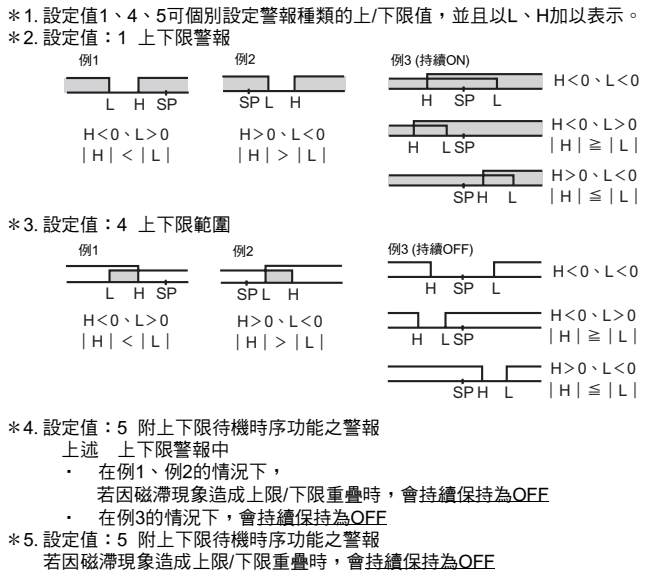 ＊1. 設定值1、4、5可個別設定警報種類的上/下限值，並且以L、H加以表示。
＊2. 設定值：1 上下限警報
例1
例2
例3 (持續ON)
L H SP
SP L H
H SP L
H＜0、L＜0
H＜0、L＞0
｜H｜＜｜L｜
H＞0、L＜0
｜H｜＞｜L｜
H L SP
H＜0、L＞0
｜H｜≧｜L｜
SP H L
H＞0、L＜0
｜H｜≦｜L｜
＊3. 設定值：4 上下限範圍
例1
例2
例3 (持續OFF)
L H SP
SP L H
H SP L
H＜0、L＜0
H＜0、L＞0
｜H｜＜｜L｜
H＞0、L＜0
｜H｜＞｜L｜
H L SP
H＜0、L＞0
｜H｜≧｜L｜
SP H L
H＞0、L＜0
｜H｜≦｜L｜
＊4. 設定值：5 附上下限待機時序功能之警報
上述 上下限警報中
・ 在例1、例2的情況下，
若因磁滯現象造成上限/下限重疊時，會持續保持為OFF
・ 在例3的情況下，會持續保持為OFF
＊5. 設定值：5 附上下限待機時序功能之警報
若因磁滯現象造成上限/下限重疊時，會持續保持為OFF